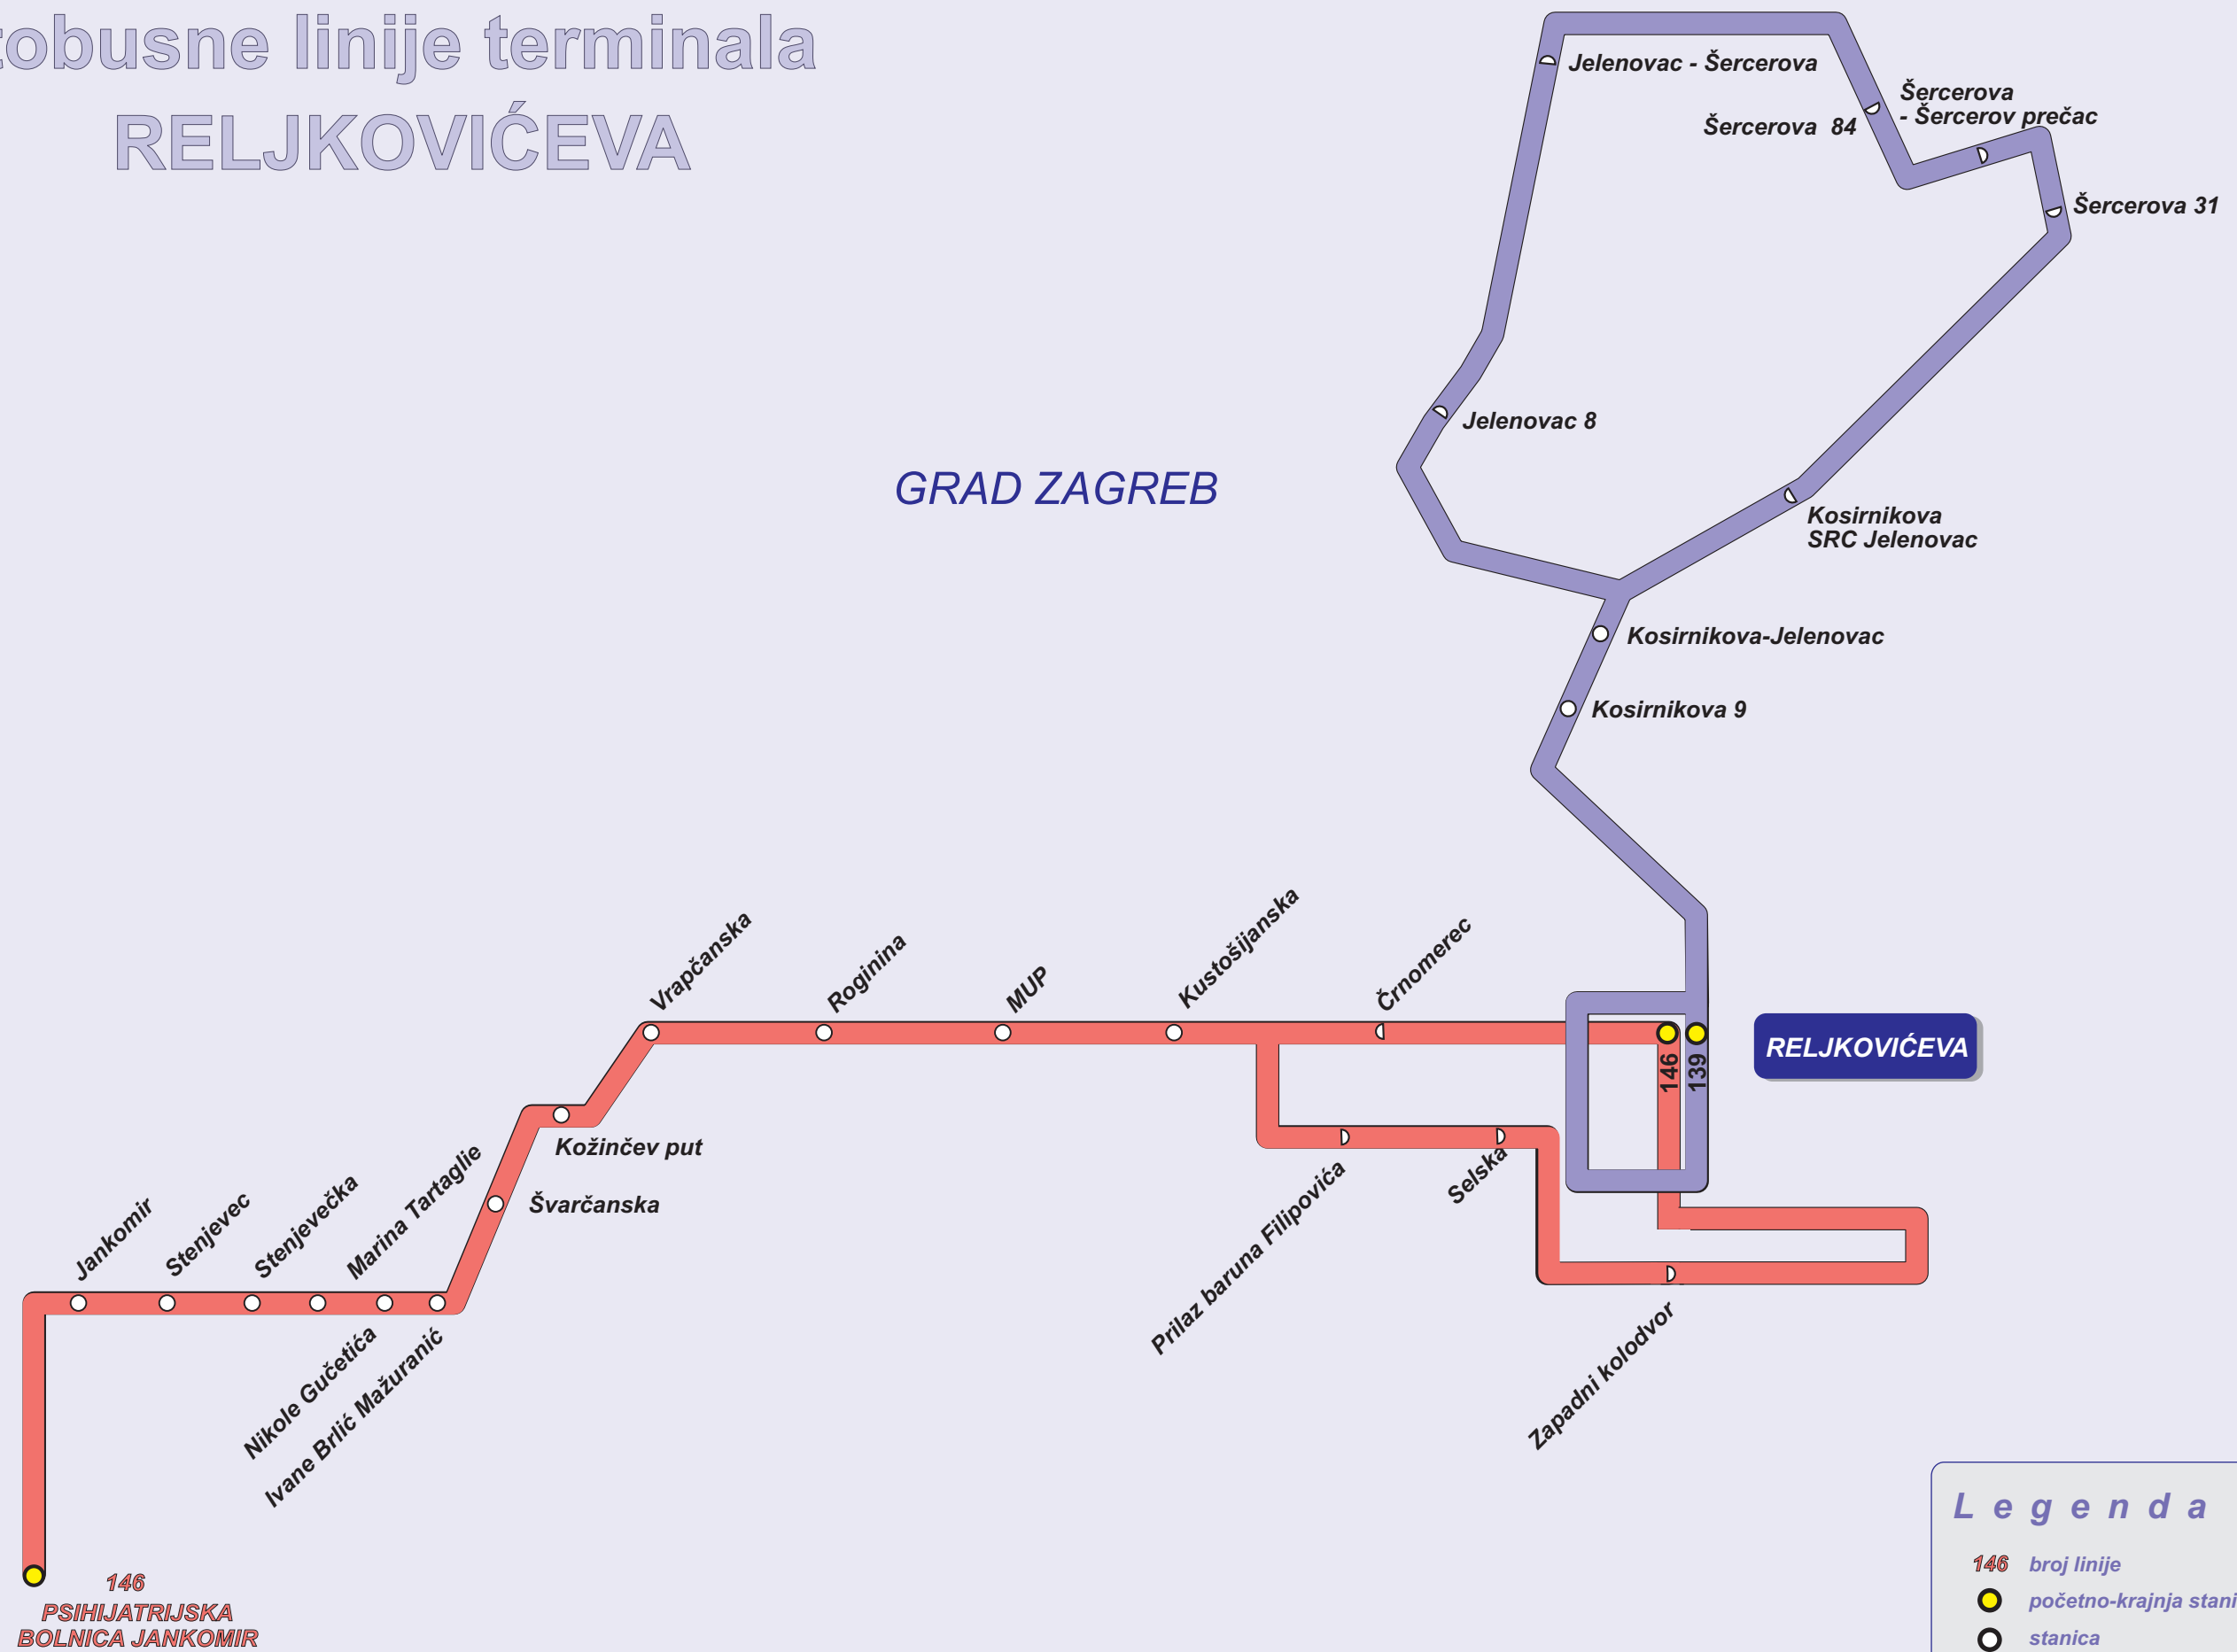 tobusne linije terminala
RELJKOVIĆEVA
Jelenovac - Šercerova
Šercerova
- Šercerov prečac
Šercerova 84
Šercerova 31
Jelenovac 8
GRAD ZAGREB
Kosirnikova
SRC Jelenovac
Kosirnikova-Jelenovac
Kosirnikova 9
Vrapčanska
Roginina
MUP
Kustošijanska
Črnomerec
RELJKOVIĆEVA
146
139
Kožinčev put
Švarčanska
Jankomir
Stenjevec
Stenjevečka
Marina Tartaglie
Nikole Gučetića
Ivane Brlić Mažuranić
Prilaz baruna Filipovića
Selska
Zapadni kolodvor
146
PSIHIJATRIJSKA
BOLNICA JANKOMIR
Legenda
146 broj linije
početno-krajnja stani
stanica